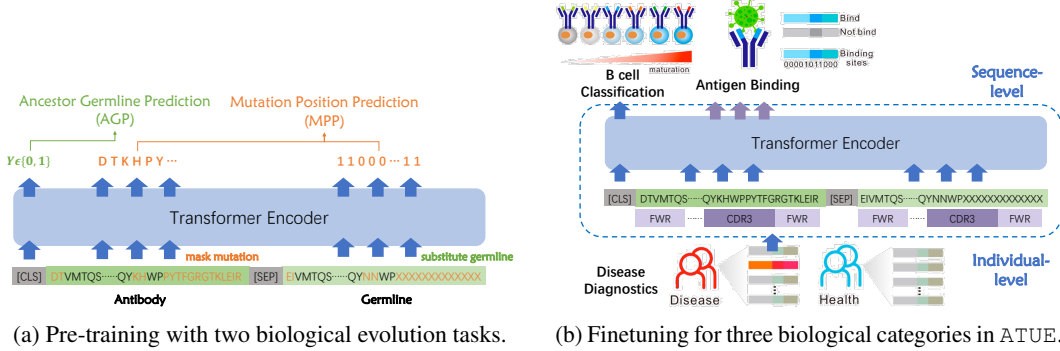 Ancestor Germline Prediction
(AGP)
Mutation Position Prediction
(MPP)
Yϵ{0,1}
D T K H P Y ···
1 1 0 0 0 ··· 1 1
Transformer Encoder
mask mutation
substitute germline
[CLS] DTVMTQS······QYKHWPPYTFGRGTKLEIR [SEP] EIVMTQS······QYNNWPXXXXXXXXXXXXX
Antibody
Germline
(a) Pre-training with two biological evolution tasks.
maturation
B cell
Classification
Antigen Binding
Bind
Not bind
Binding
sites
00001011000
Sequence-
level
Transformer Encoder
[CLS] DTVMTQS······QYKHWPPYTFGRGTKLEIR [SEP] EIVMTQS······QYNNWPXXXXXXXXXXXXX
FWR ······ CDR3 FWR FWR ······ CDR3 FWR
Disease
Diagnostics
Disease
Health
Individual-
level
(b) Finetuning for three biological categories in ATUE.